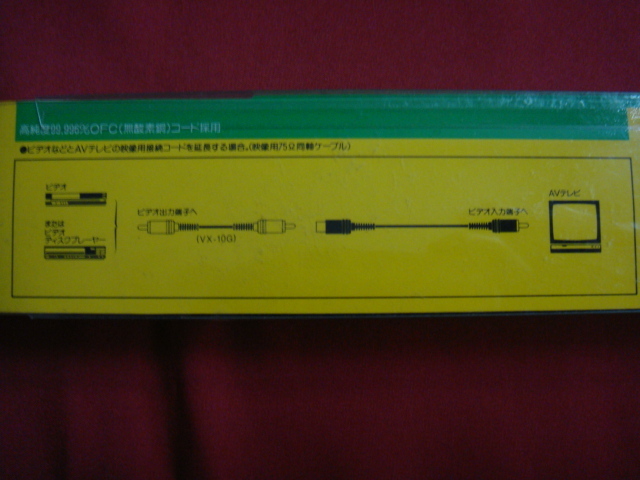 高純度99.996%OFC(無酸素銅)コード採用
●ビデオなどとAVテレビの映像用接続コードを延長する場合。(映像用75Ω同軸ケーブル)
ビデオ
または
ビデオ
ディスクプレーヤー
ビデオ出力端子へ
(VX-10G)
ビデオ入力端子へ
AVテレビ